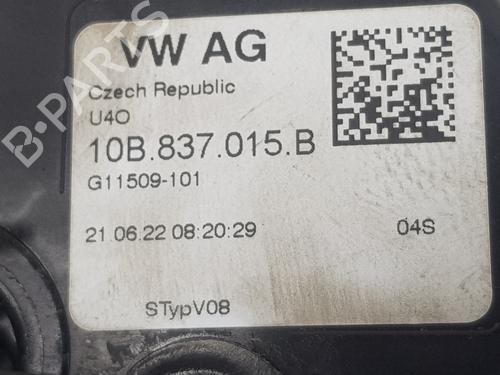 VW AG
Czech Republic
U4O
10B.837.015.B
G11509-101
21.06.22 08:20:29
04S
STypV08
B-PARTS